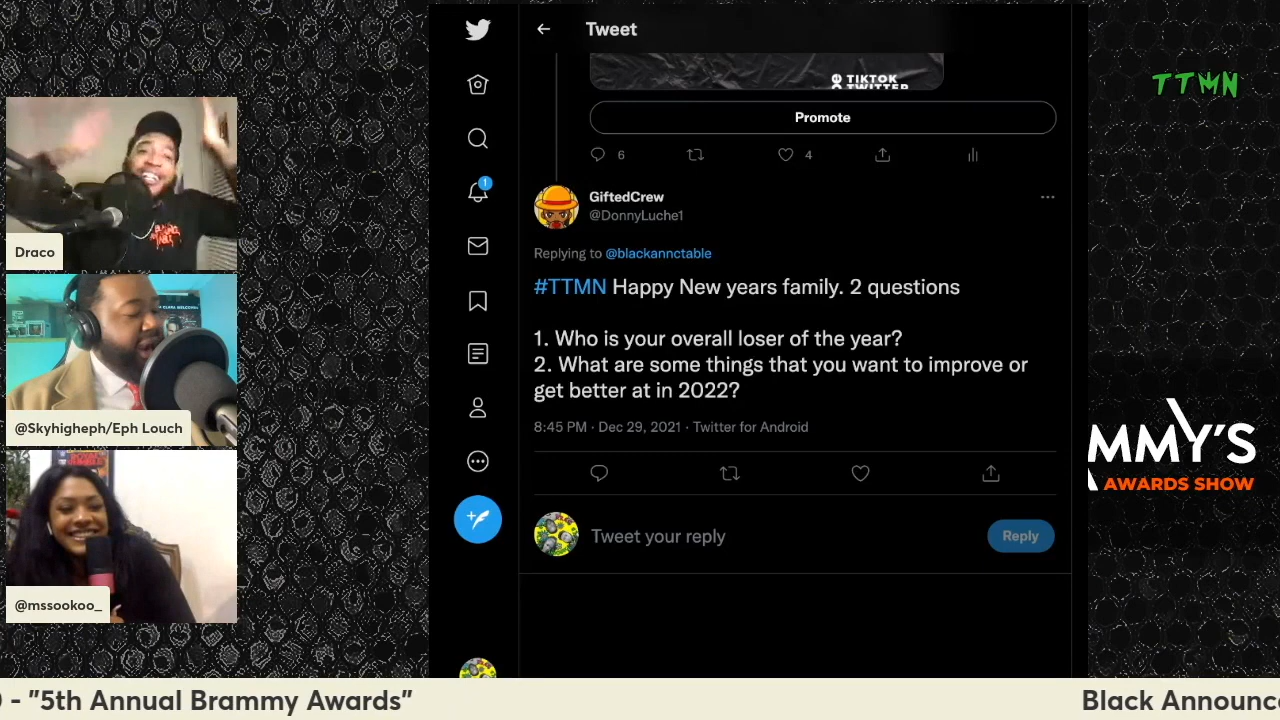 Tweet
TIKTOK
TWITTER
Promote
6
4
1
GiftedCrew
@DonnyLuche1
Replying to @blackannctable
#TTMN Happy New years family. 2 questions
1. Who is your overall loser of the year?
2. What are some things that you want to improve or
get better at in 2022?
8:45 PM · Dec 29, 2021 · Twitter for Android
Tweet your reply
Reply
Draco
@Skyhigheph/Eph Louch
@mssookoo_
TTMN
MMY'S
AWARDS SHOW
- "5th Annual Brammy Awards"
Black Announc